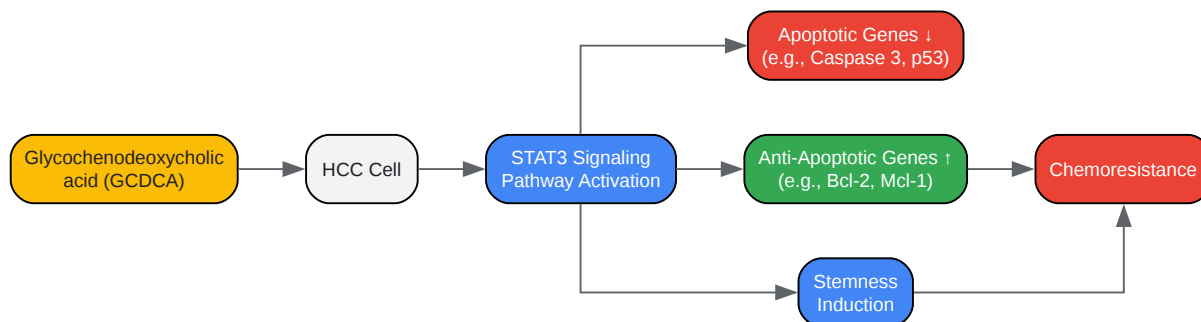 Glycochenodeoxycholic
acid (GCDCA)
HCC Cell
STAT3 Signaling
Pathway Activation
Apoptotic Genes ↓
(e.g., Caspase 3, p53)
Anti-Apoptotic Genes ↑
(e.g., Bcl-2, Mcl-1)
Stemness
Induction
Chemoresistance